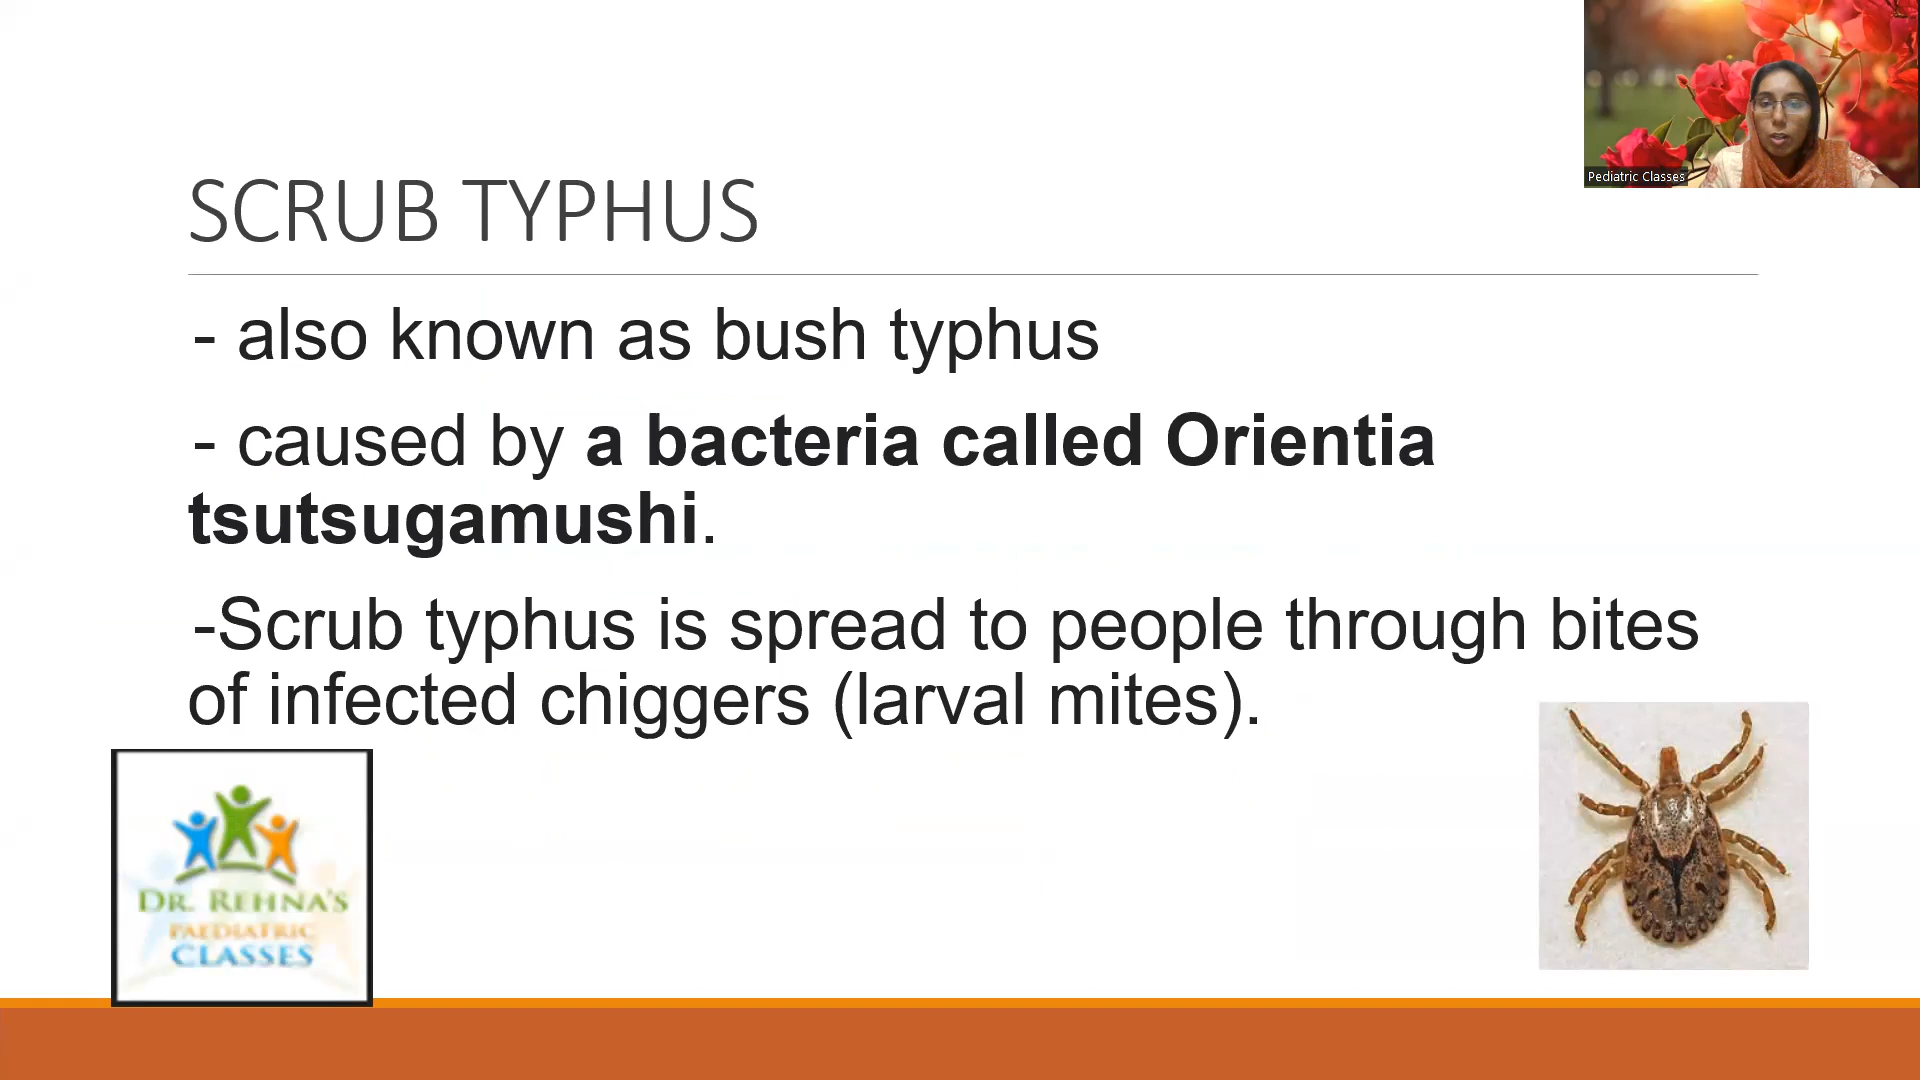 Pediatric Classes
SCRUB TYPHUS
- also known as bush typhus
- caused by a bacteria called Orientia
tsutsugamushi.
-Scrub typhus is spread to people through bites
of infected chiggers (larval mites).
DR. REHNA'S
PAEDIATRIC
CLASSES